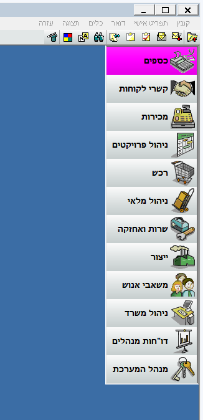 קובץ תפריט אישי דואר כלים תצוגה עזרה
כספים
קשרי לקוחות
מכירות
ניהול פרויקטים
רכש
ניהול מלאי
שרות ואחזקה
ייצור
משאבי אנוש
ניהול משרד
דו"חות מנהלים
מנהל המערכת